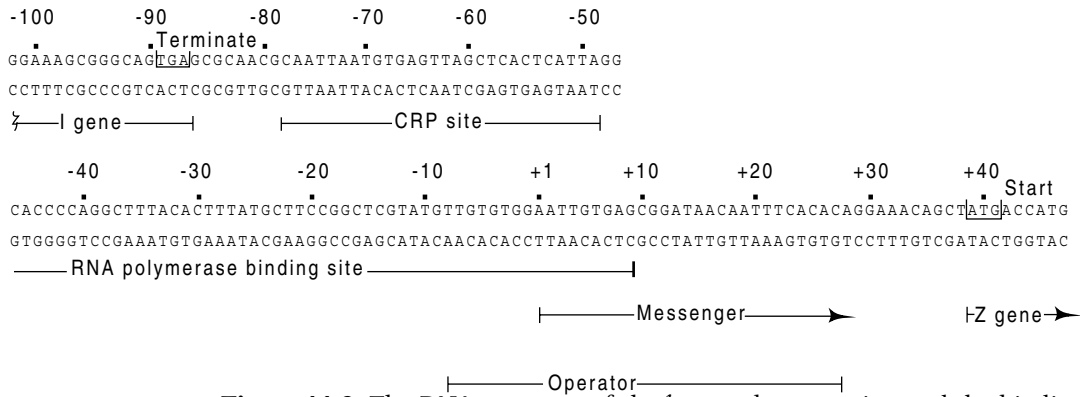 -100 -90 -80 -70 -60 -50
Terminate
GGAAAGCGGGCAGTGAGCGCAACGCAATTAATGTGAGTTAGCTCACTCATTAGG
CCTTTCGCCCGTCACTCGCGTTGCGTTAATTACACTCAATCGAGTGAGTAATCC
I gene CRP site
-40 -30 -20 -10 +1 +10 +20 +30 +40
Start
CACCCCAGGCTTTACACTTTATGCTTCCGGCTCGTATGTTGTGTGGAATTGTGAGCGGATAACAATTTCACACAGGAAACAGCTATGACCATG
GTGGGGTCCGAAATGTGAAATACGAAGGCCGAGCATACAACACACCTTAACACTCGCCTATTGTTAAAGTGTGTCCTTTGTCGATACTGGTAC
RNA polymerase binding site
Messenger Z gene
Operator